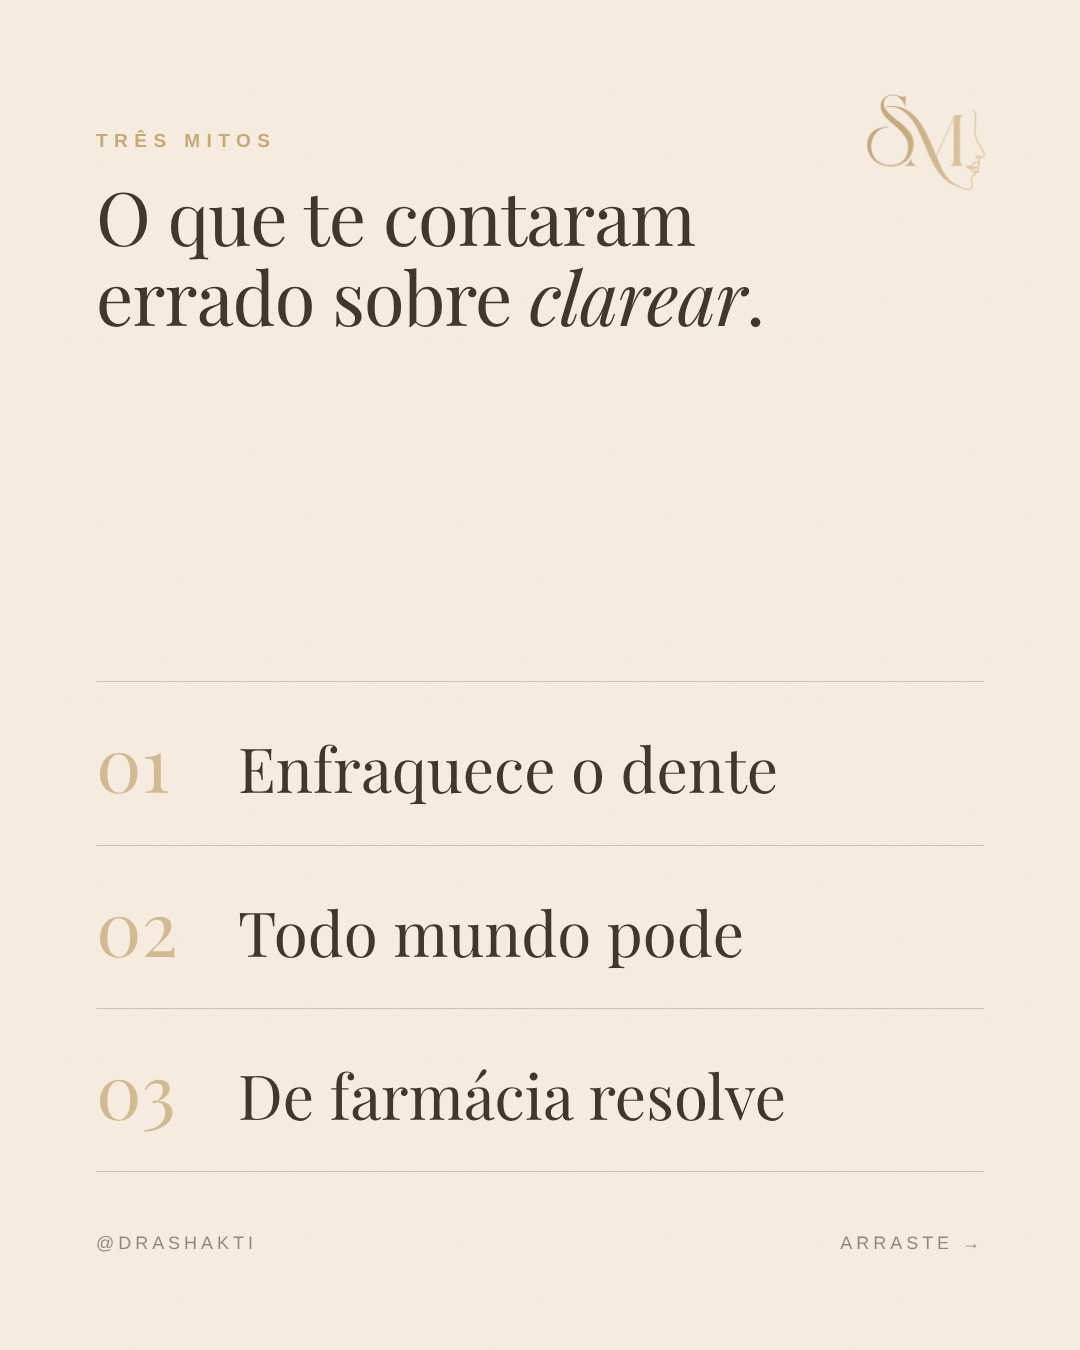 TRÊS MITOS
SM
O que te contaram
errado sobre clarear.
01 Enfraquece o dente
02 Todo mundo pode
03 De farmácia resolve
@DRASHAKTI
ARRASTE →